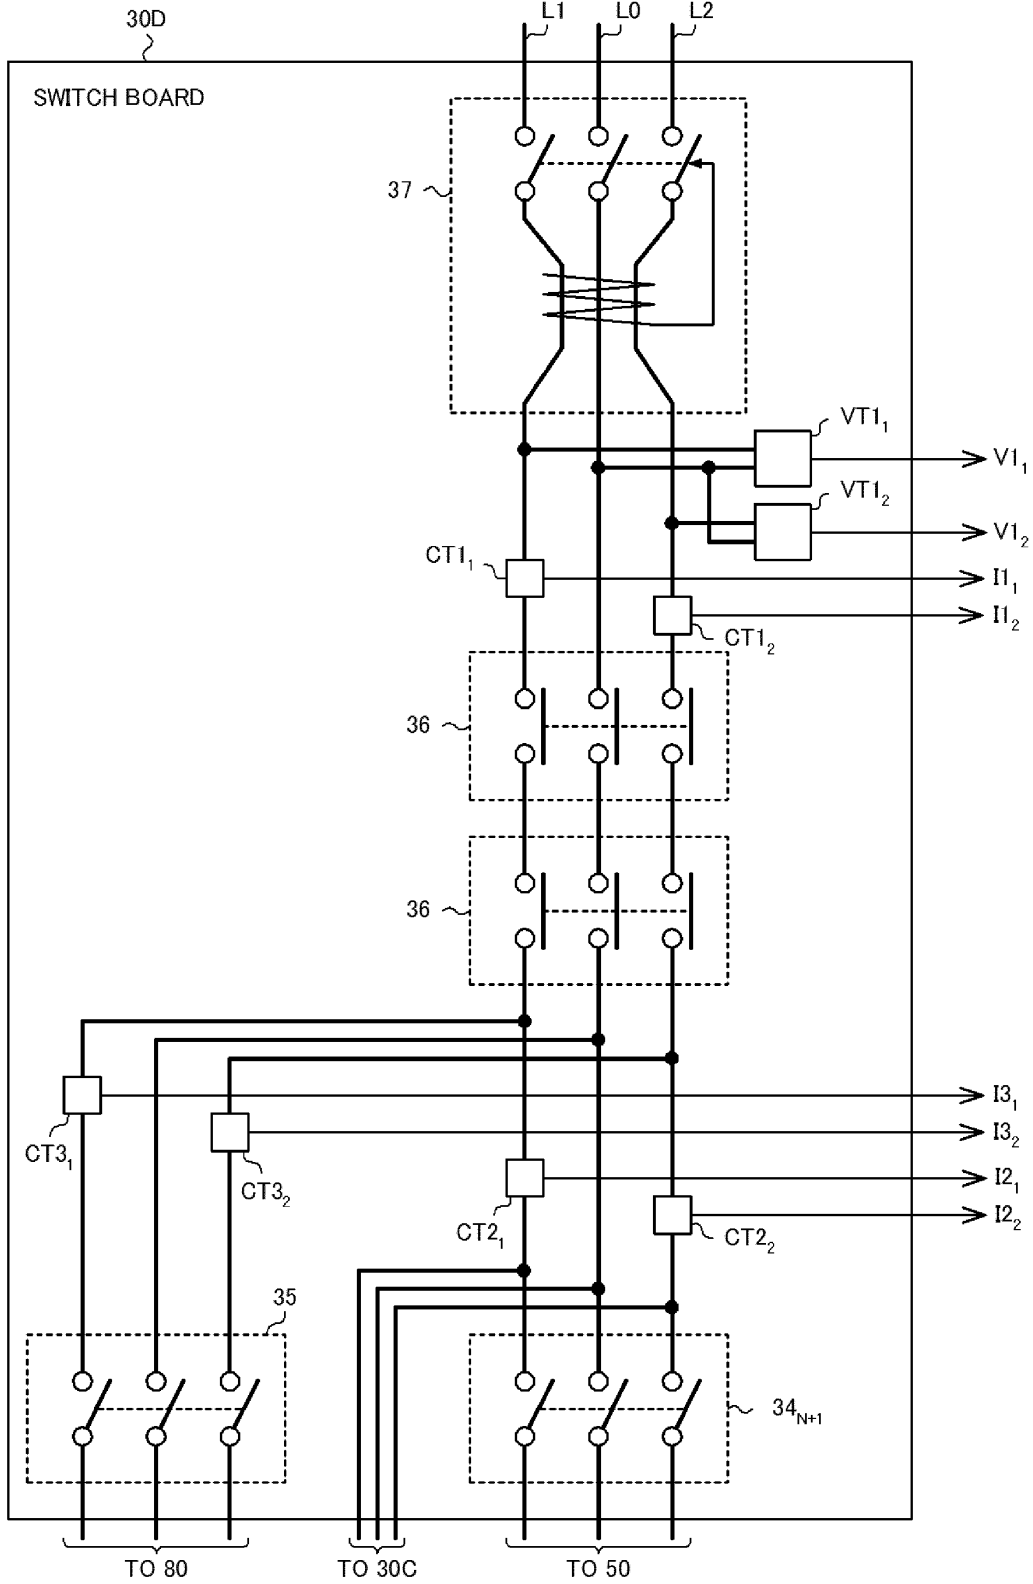 30D
L1 L0 L2
SWITCH BOARD
37
VT1₁
V1₁
VT1₂
V1₂
CT1₁
I1₁
I1₂
CT1₂
36
36
I3₁
CT3₁
I3₂
CT3₂
I2₁
CT2₁
I2₂
CT2₂
35
34N+1
TO 80
TO 30C
TO 50